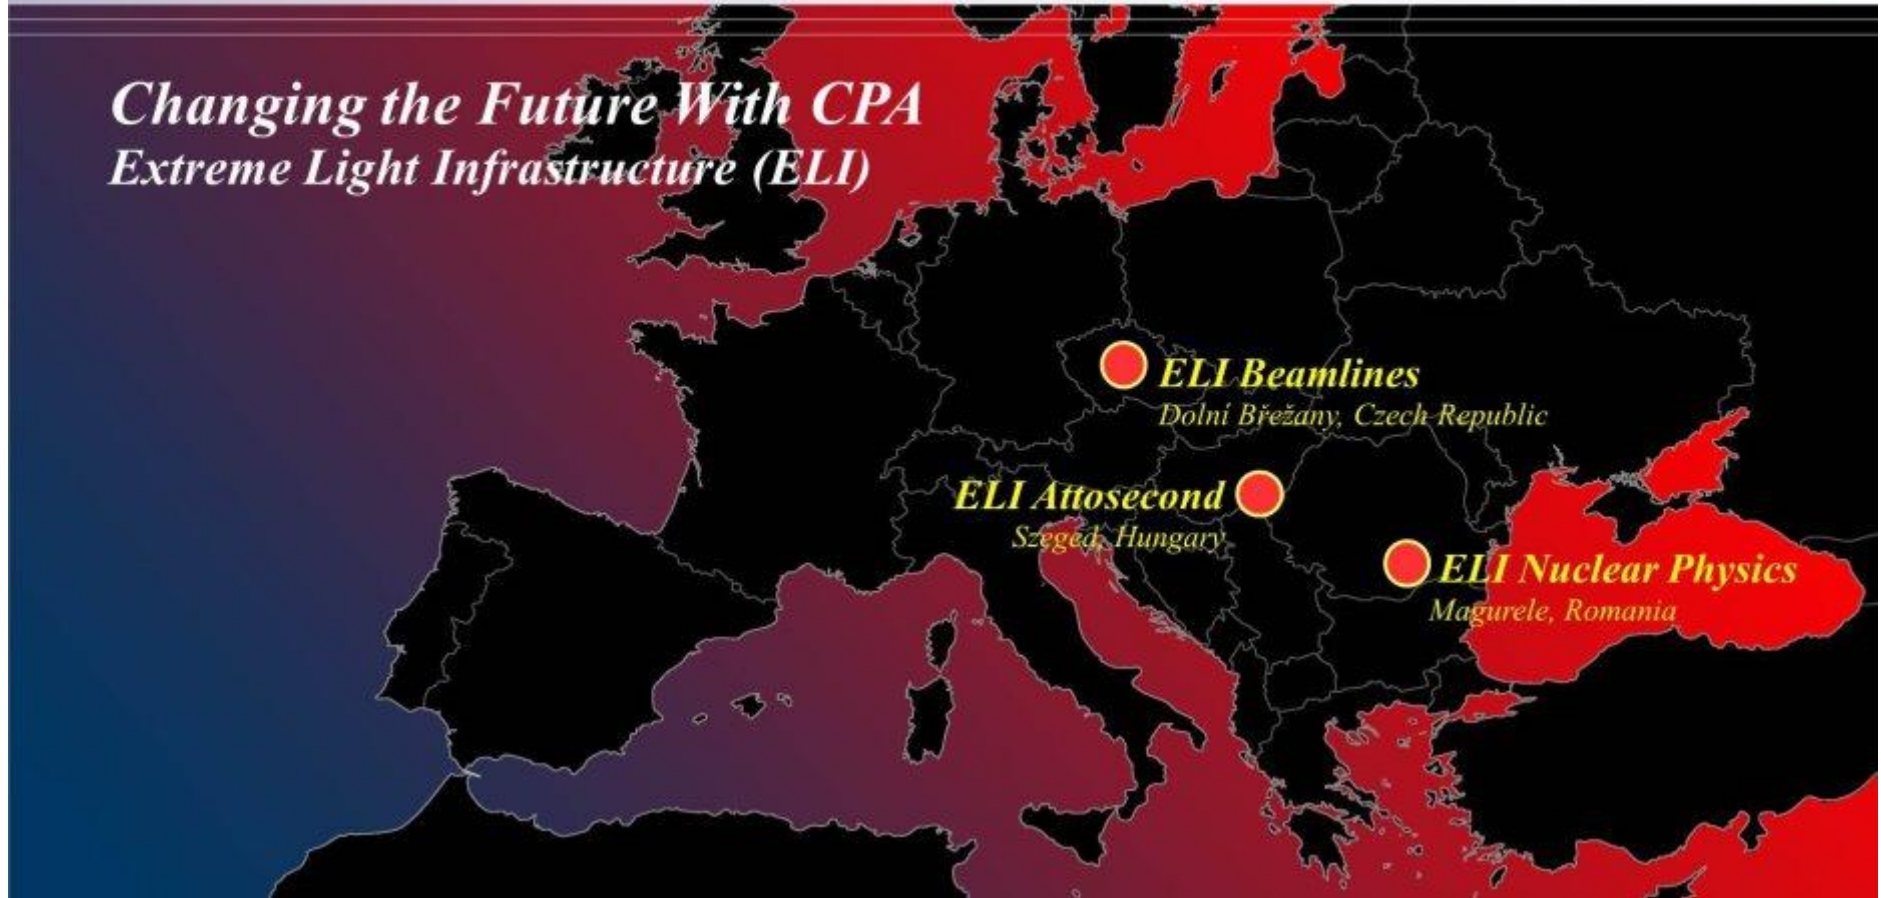 Changing the Future With CPA
Extreme Light Infrastructure (ELI)
ELI Beamlines
Dolní Břežany, Czech Republic
ELI Attosecond
Szeged, Hungary
ELI Nuclear Physics
Magurele, Romania